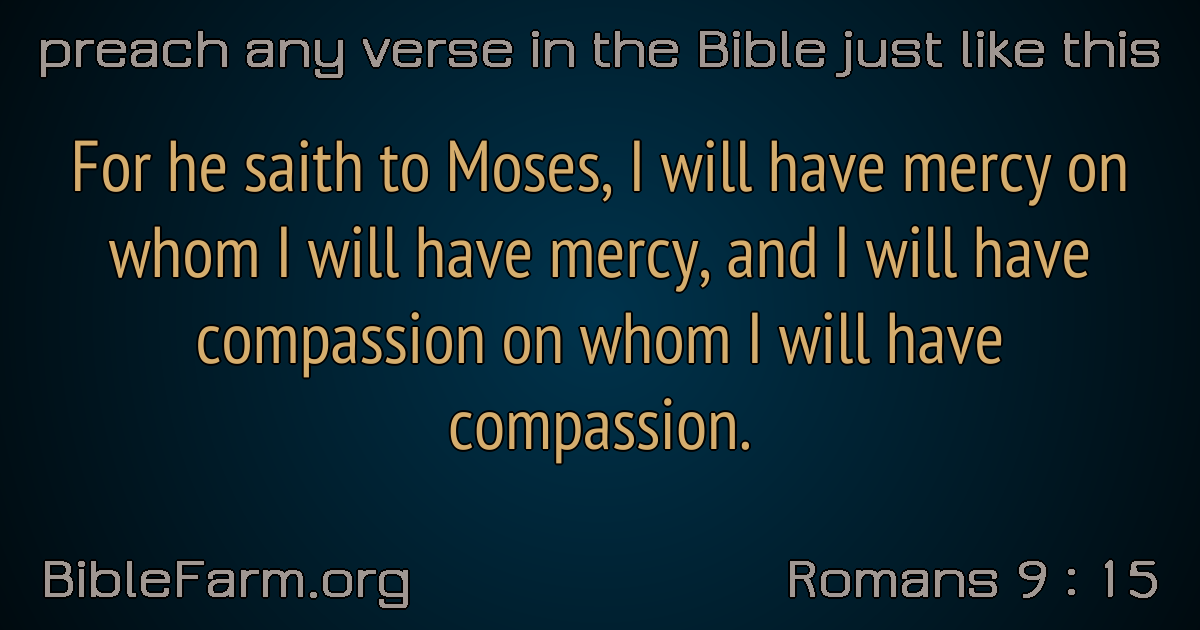 preach any verse in the Bible just like this
For he saith to Moses, I will have mercy on
whom I will have mercy, and I will have
compassion on whom I will have
compassion.
BibleFarm.org
Romans 9 : 15